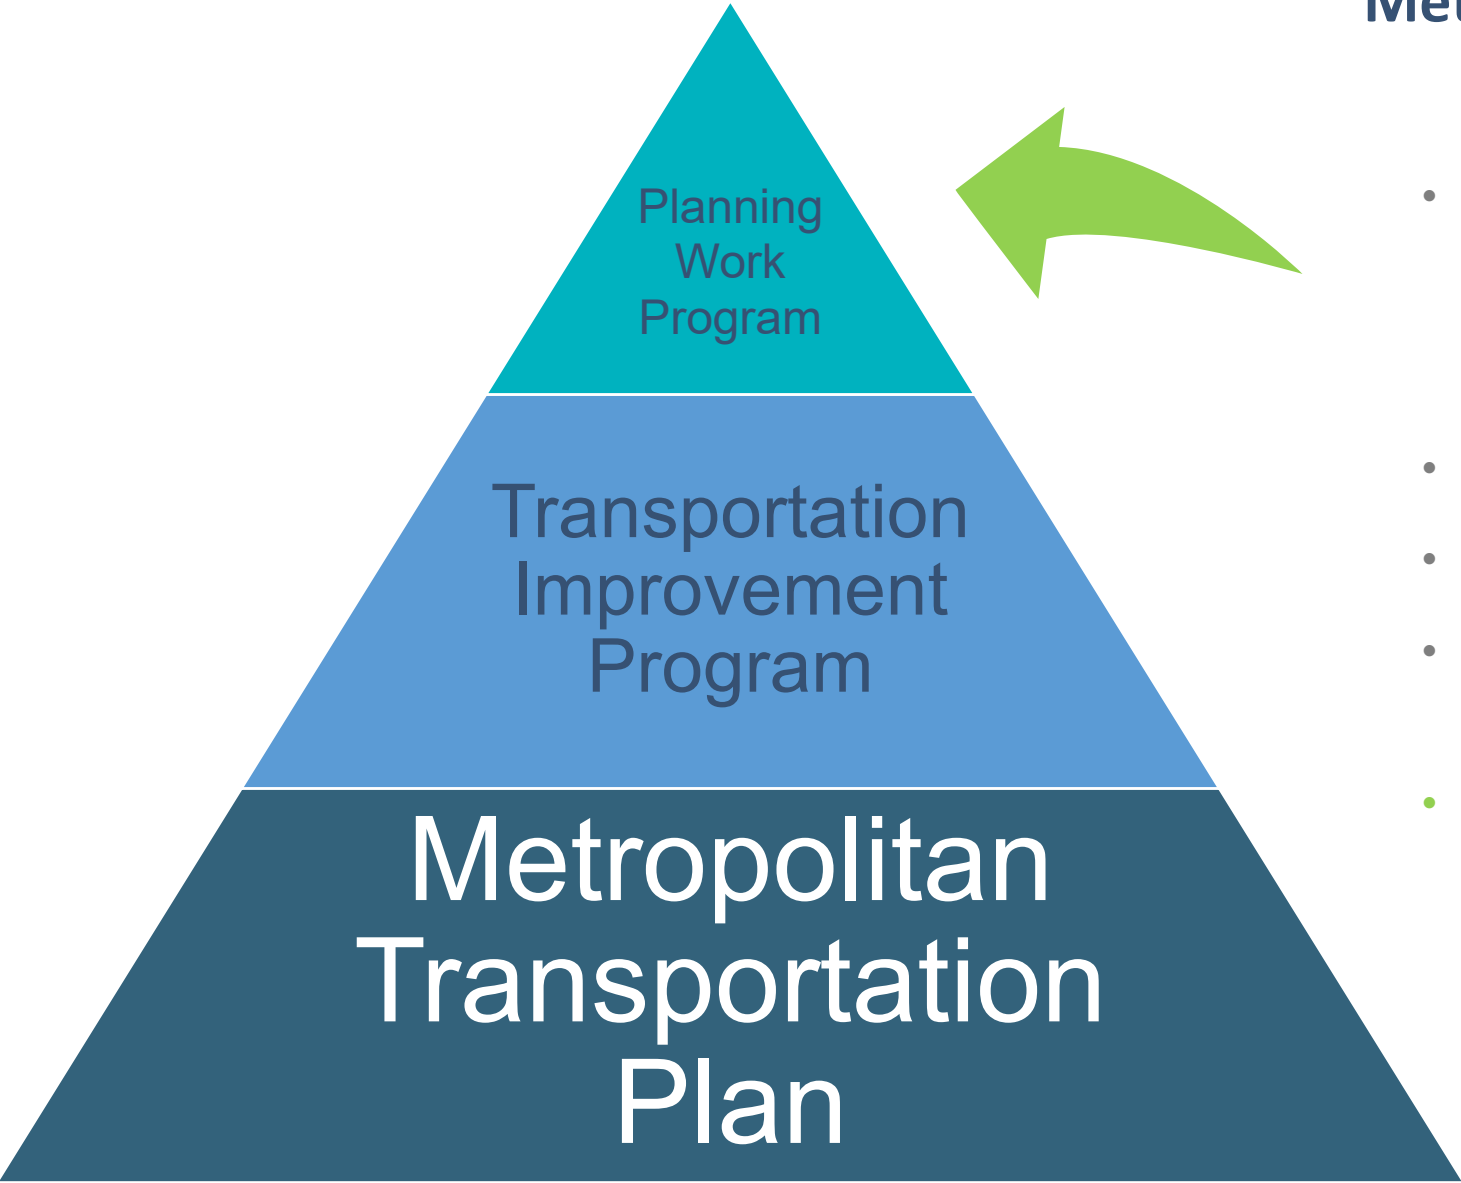 Planning
Work
Program
Transportation
Improvement
Program
Metropolitan
Transportation
Plan